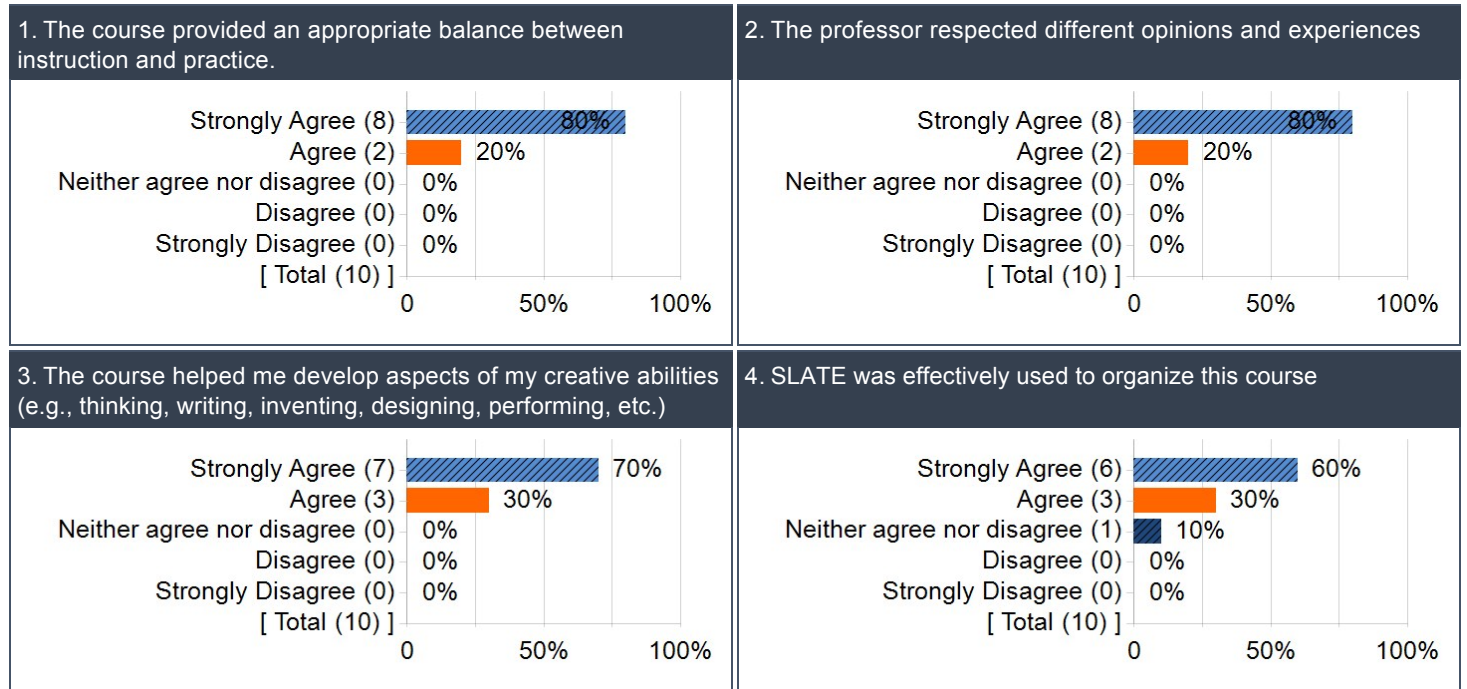 1. The course provided an appropriate balance between
instruction and practice.
Strongly Agree (8) 80%
Agree (2) 20%
Neither agree nor disagree (0) 0%
Disagree (0) 0%
Strongly Disagree (0) 0%
[ Total (10) ]
0 50% 100%
2. The professor respected different opinions and experiences
Strongly Agree (8) 80%
Agree (2) 20%
Neither agree nor disagree (0) 0%
Disagree (0) 0%
Strongly Disagree (0) 0%
[ Total (10) ]
0 50% 100%
3. The course helped me develop aspects of my creative abilities
(e.g., thinking, writing, inventing, designing, performing, etc.)
Strongly Agree (7) 70%
Agree (3) 30%
Neither agree nor disagree (0) 0%
Disagree (0) 0%
Strongly Disagree (0) 0%
[ Total (10) ]
0 50% 100%
4. SLATE was effectively used to organize this course
Strongly Agree (6) 60%
Agree (3) 30%
Neither agree nor disagree (1) 10%
Disagree (0) 0%
Strongly Disagree (0) 0%
[ Total (10) ]
0 50% 100%